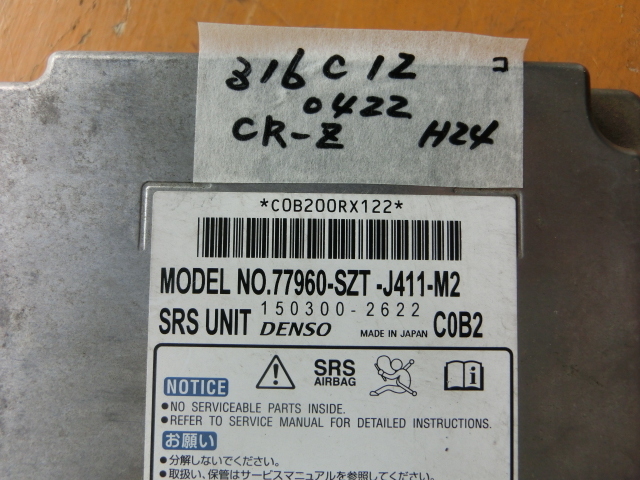 316C12 コ
0422
CR-Z H24
*C0B200RX122*
MODEL NO.77960-SZT -J411-M2
150300-2622
SRS UNIT DENSO MADE IN JAPAN C0B2
SRS
AIRBAG
NOTICE
●NO SERVICEABLE PARTS INSIDE.
●REFER TO SERVICE MANUAL FOR DETAILED INSTRUCTIONS.
お願い
●分解しないでください。
●取扱い、保管はサービスマニュアルを参照してください。